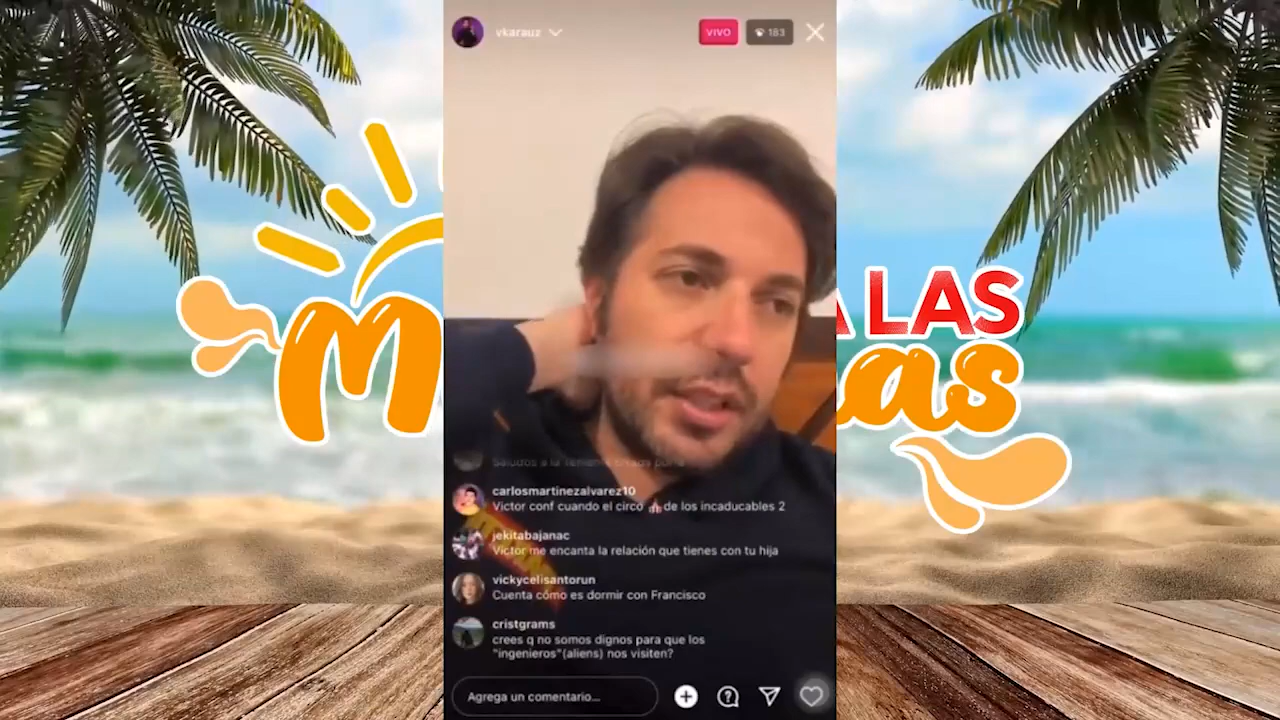 vkarauz
VIVO
183
M
A LAS
as
carlosmartinezalvarez10
Victor conf cuando el circo 🎪de los incaducables 2
jekitabajanac
Victor me encanta la relación que tienes con tu hija
vickycelisantorun
Cuenta cómo es dormir con Francisco
cristgrams
crees q no somos dignos para que los
"ingenieros"(aliens) nos visiten?
Agrega un comentario...